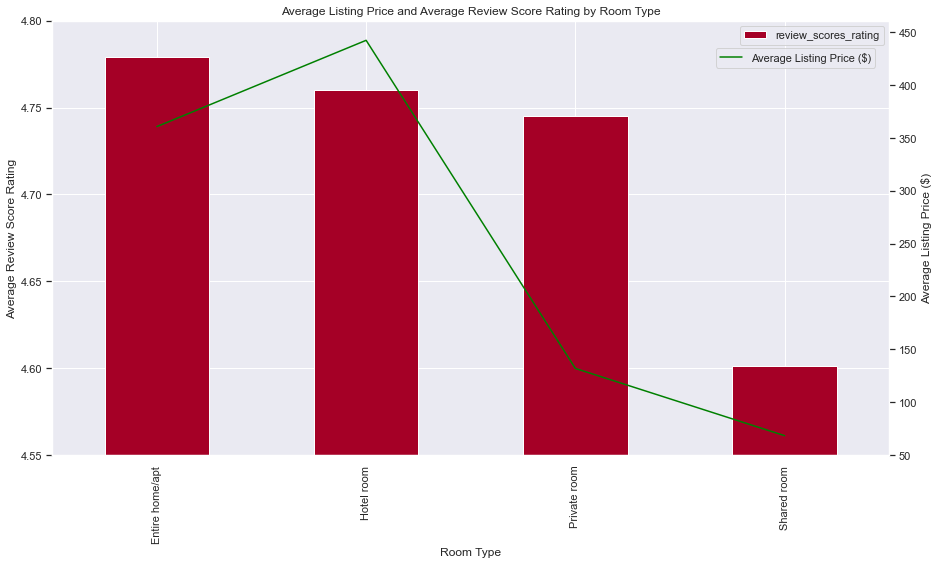 Average Listing Price and Average Review Score Rating by Room Type
review_scores_rating
Average Listing Price ($)
Average Review Score Rating
4.80
4.75
4.70
4.65
4.60
4.55
450
400
350
300
250
200
150
100
50
Average Listing Price ($)
Entire home/apt
Hotel room
Private room
Shared room
Room Type